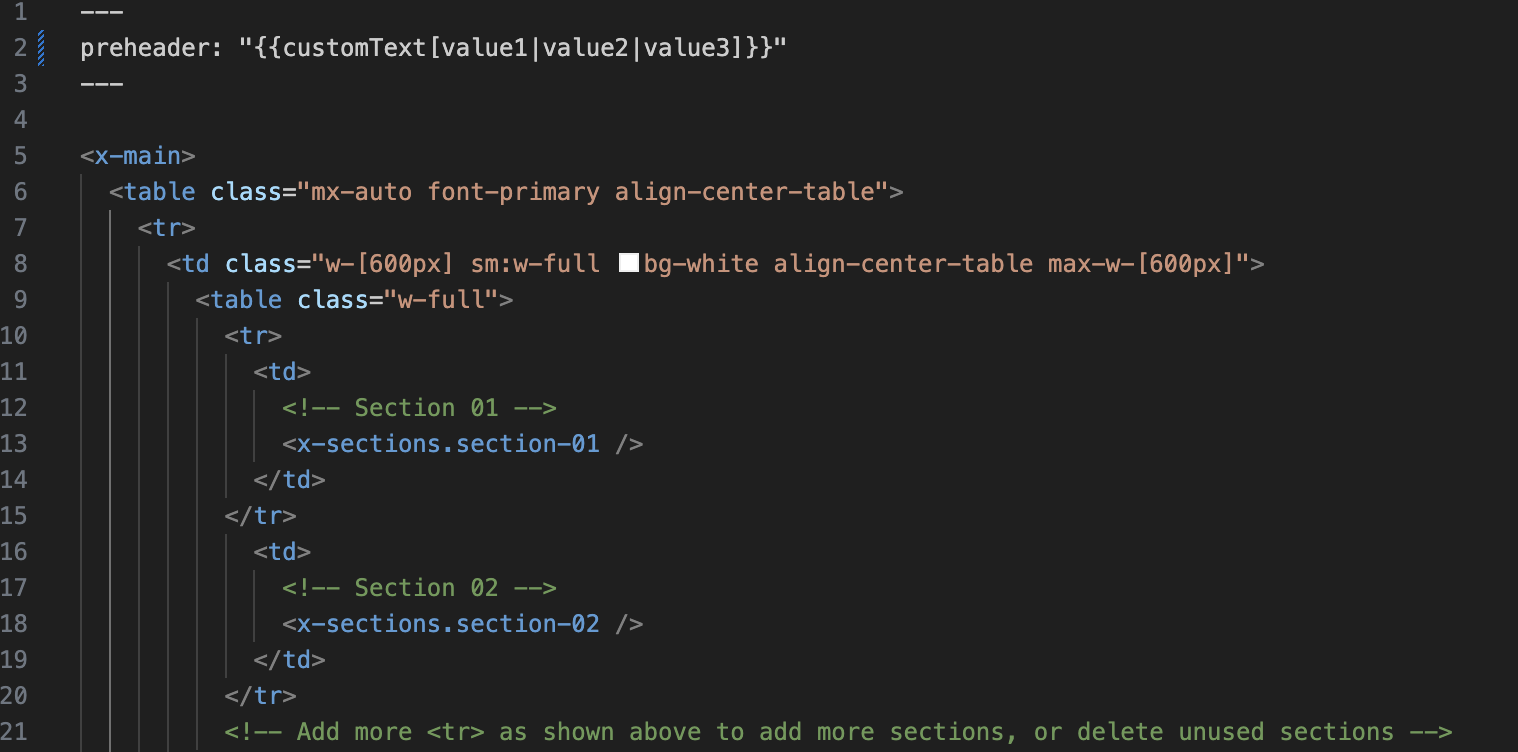 1 ---
2 preheader: "{{customText[value1|value2|value3]}}"
3 ---
4
5 <x-main>
6 <table class="mx-auto font-primary align-center-table">
7 <tr>
8 <td class="w-[600px] sm:w-full bg-white align-center-table max-w-[600px]">
9 <table class="w-full">
10 <tr>
11 <td>
12 <!-- Section 01 -->
13 <x-sections.section-01 />
14 </td>
15 </tr>
16 <td>
17 <!-- Section 02 -->
18 <x-sections.section-02 />
19 </td>
20 </tr>
21 <!-- Add more <tr> as shown above to add more sections, or delete unused sections -->